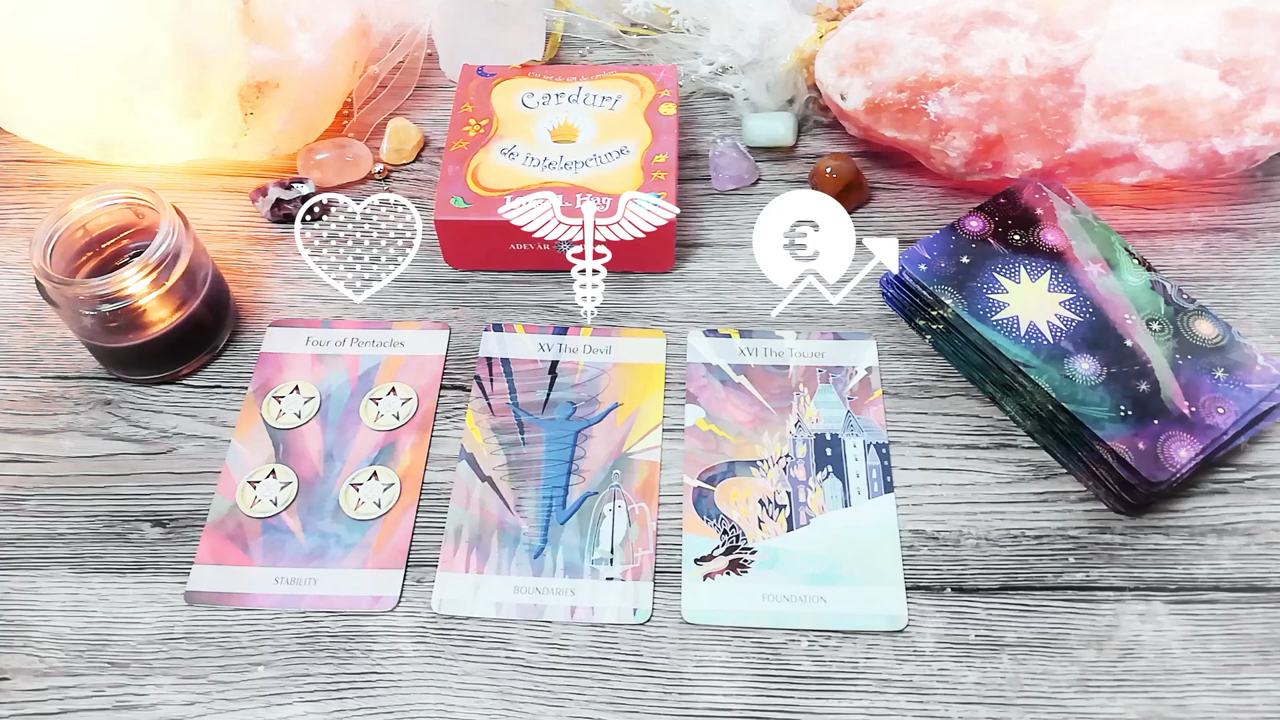 Carduri
de înțelepciune
ADEVĂR
€
Four of Pentacles
XV The Devil
XVI The Tower
STABILITY
BOUNDARIES
FOUNDATION